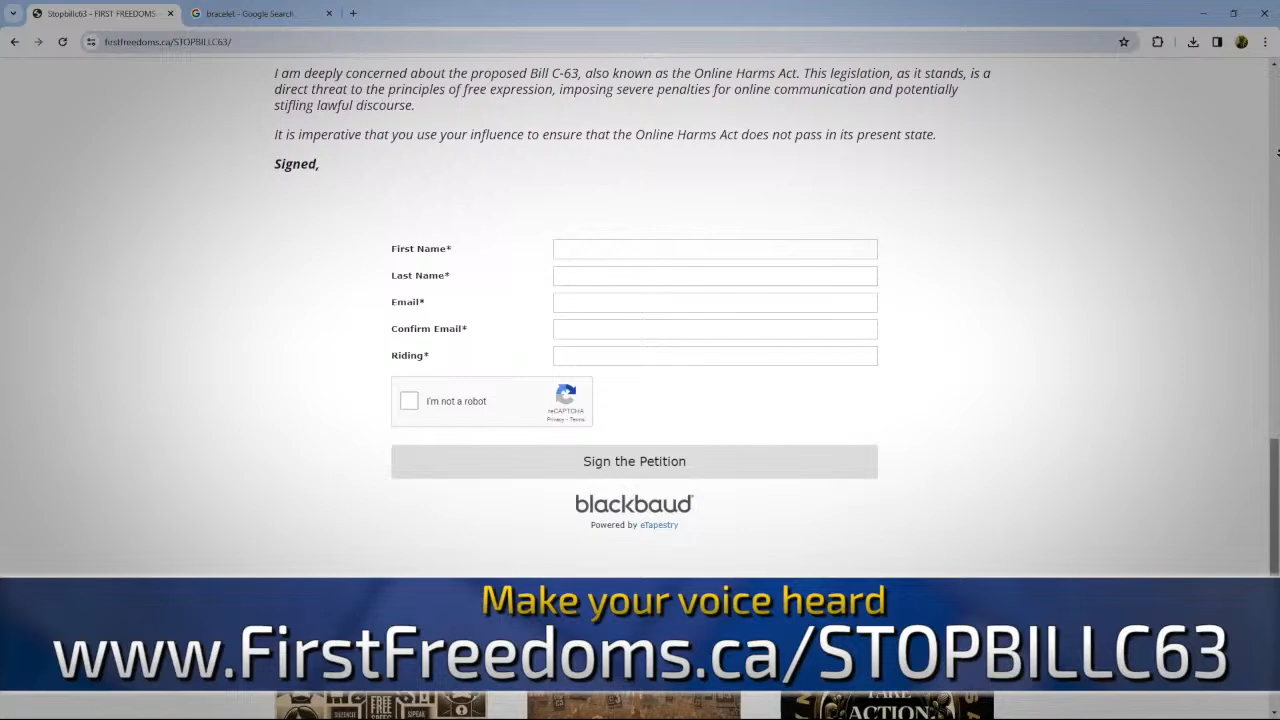 Stopbillc63 - FIRST FREEDOMS
bracelet - Google Search
firstfreedoms.ca/STOPBILLC63/
I am deeply concerned about the proposed Bill C-63, also known as the Online Harms Act. This legislation, as it stands, is a
direct threat to the principles of free expression, imposing severe penalties for online communication and potentially
stifling lawful discourse.
It is imperative that you use your influence to ensure that the Online Harms Act does not pass in its present state.
Signed,
First Name*
Last Name*
Email*
Confirm Email*
Riding*
I'm not a robot
reCAPTCHA
Privacy - Terms
Sign the Petition
blackbaud
Powered by eTapestry
Make your voice heard
www.FirstFreedoms.ca/STOPBILLC63
FREE
SPEAK
TAKE
ACTION.